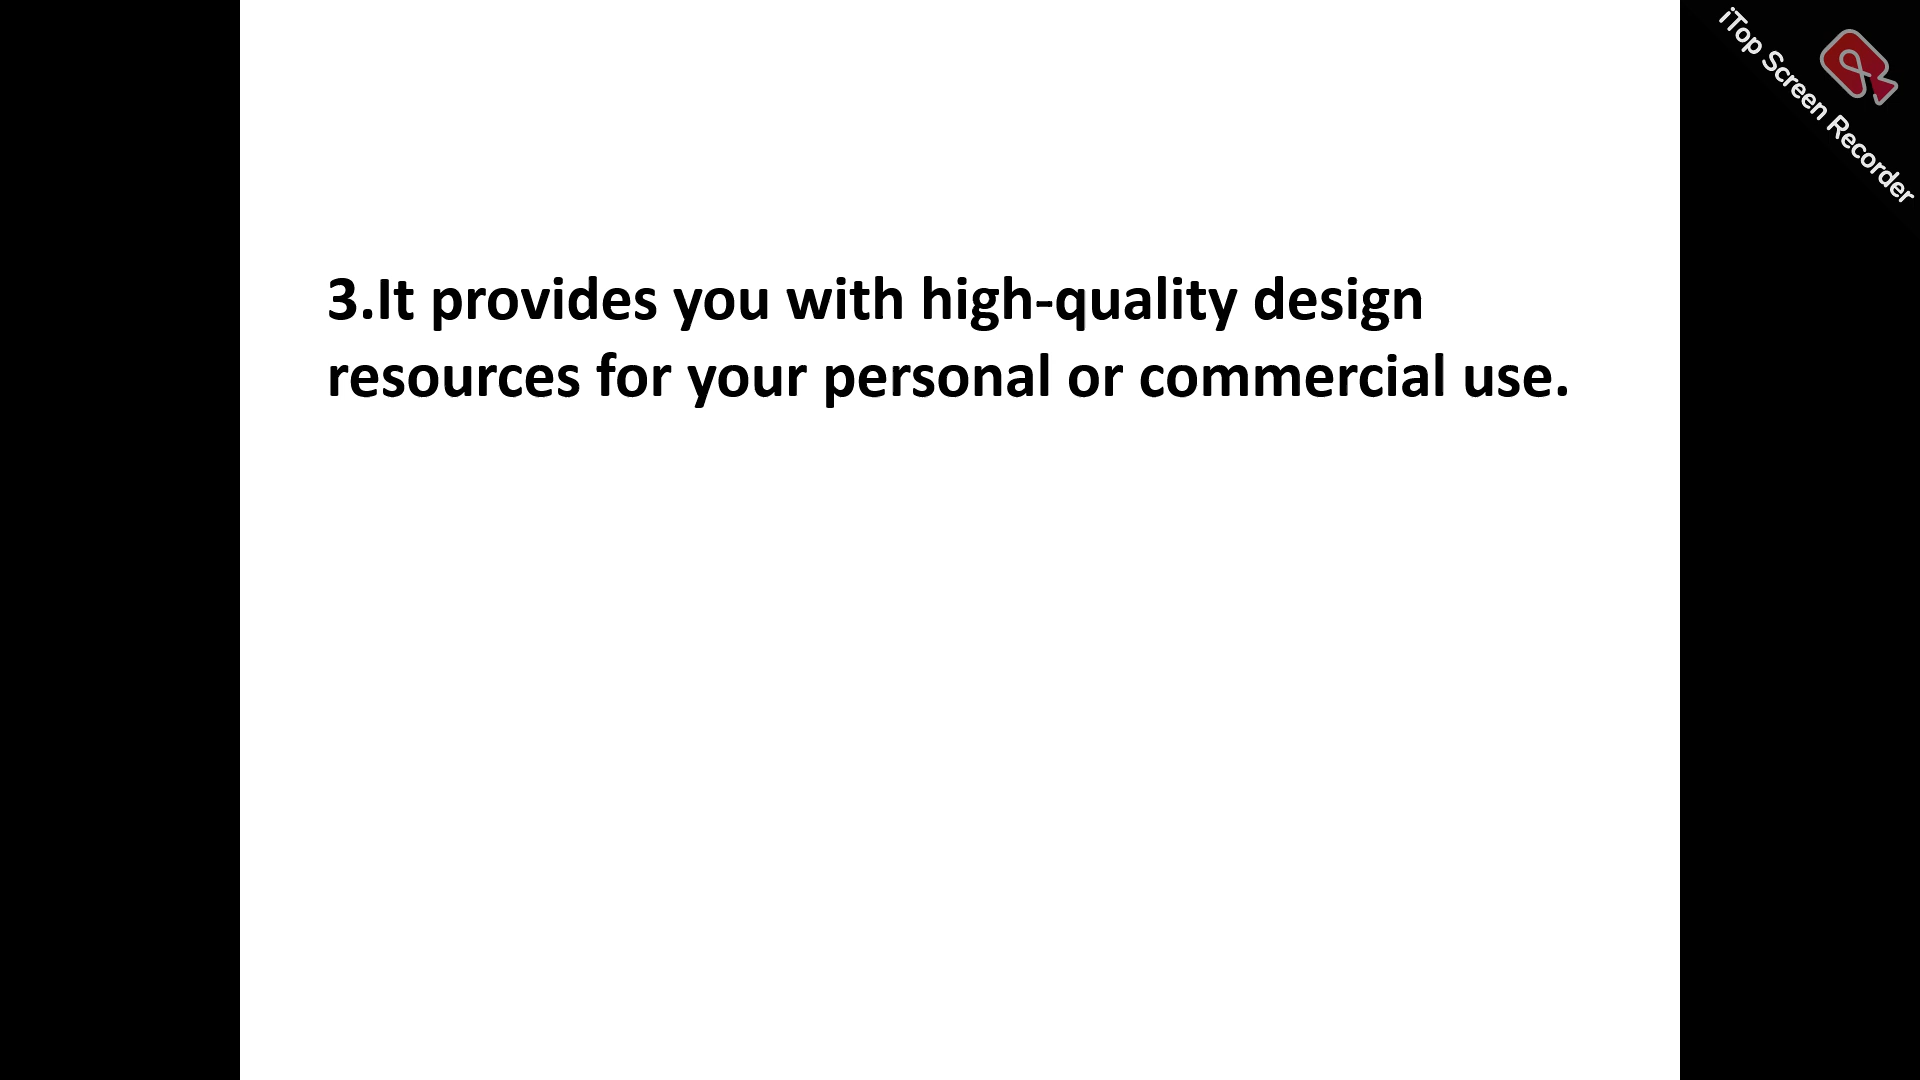 iTop Screen Recorder
3.It provides you with high-quality design
resources for your personal or commercial use.